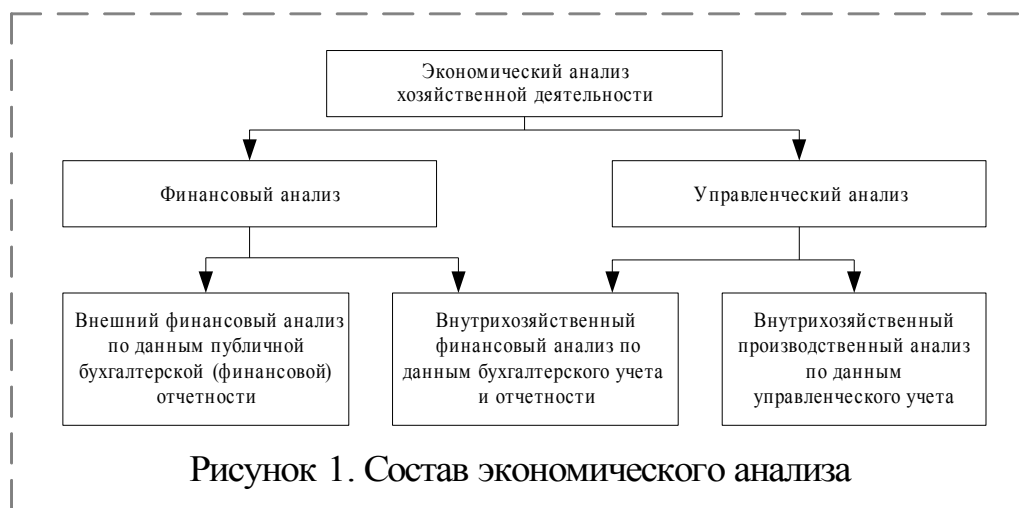 Экономический анализ
хозяйственной деятельности
Финансовый анализ
Управленческий анализ
Внешний финансовый анализ
по данным публичной
бухгалтерской (финансовой)
отчетности
Внутрихозяйственный
финансовый анализ по
данным бухгалтерского учета
и отчетности
Внутрихозяйственный
производственный анализ
по данным
управленческого учета
Рисунок 1. Состав экономического анализа